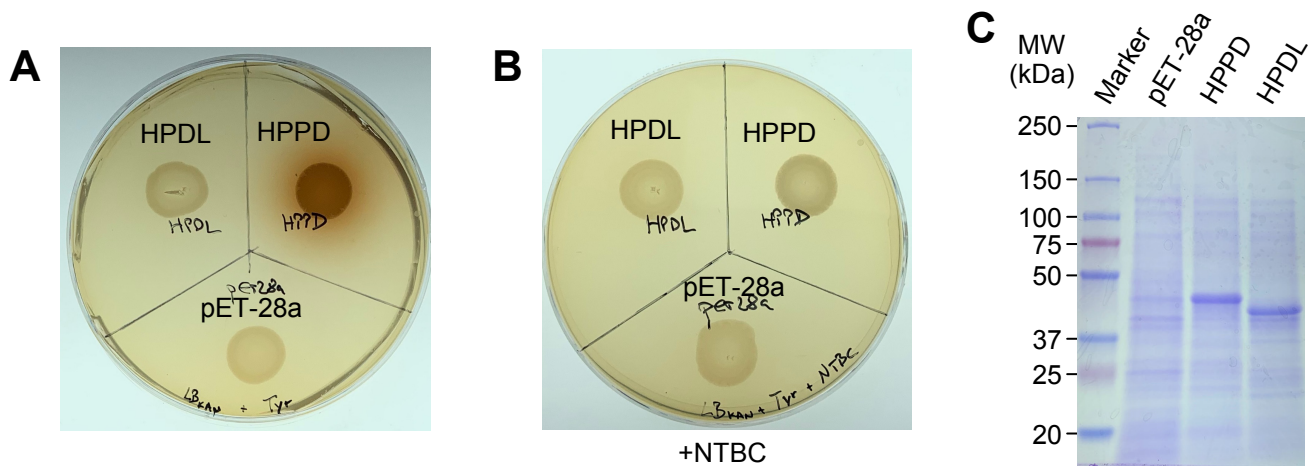 A
HPDL
HPPD
HPDL
HPPD
pet28a
pET-28a
LBKAN + Tyr
B
HPDL
HPPD
HPDL
HPPD
pET-28a
pet28a
LBKAN + Tyr + NTBC
+NTBC
C
MW
(kDa)
Marker
pET-28a
HPPD
HPDL
250
150
100
75
50
37
25
20